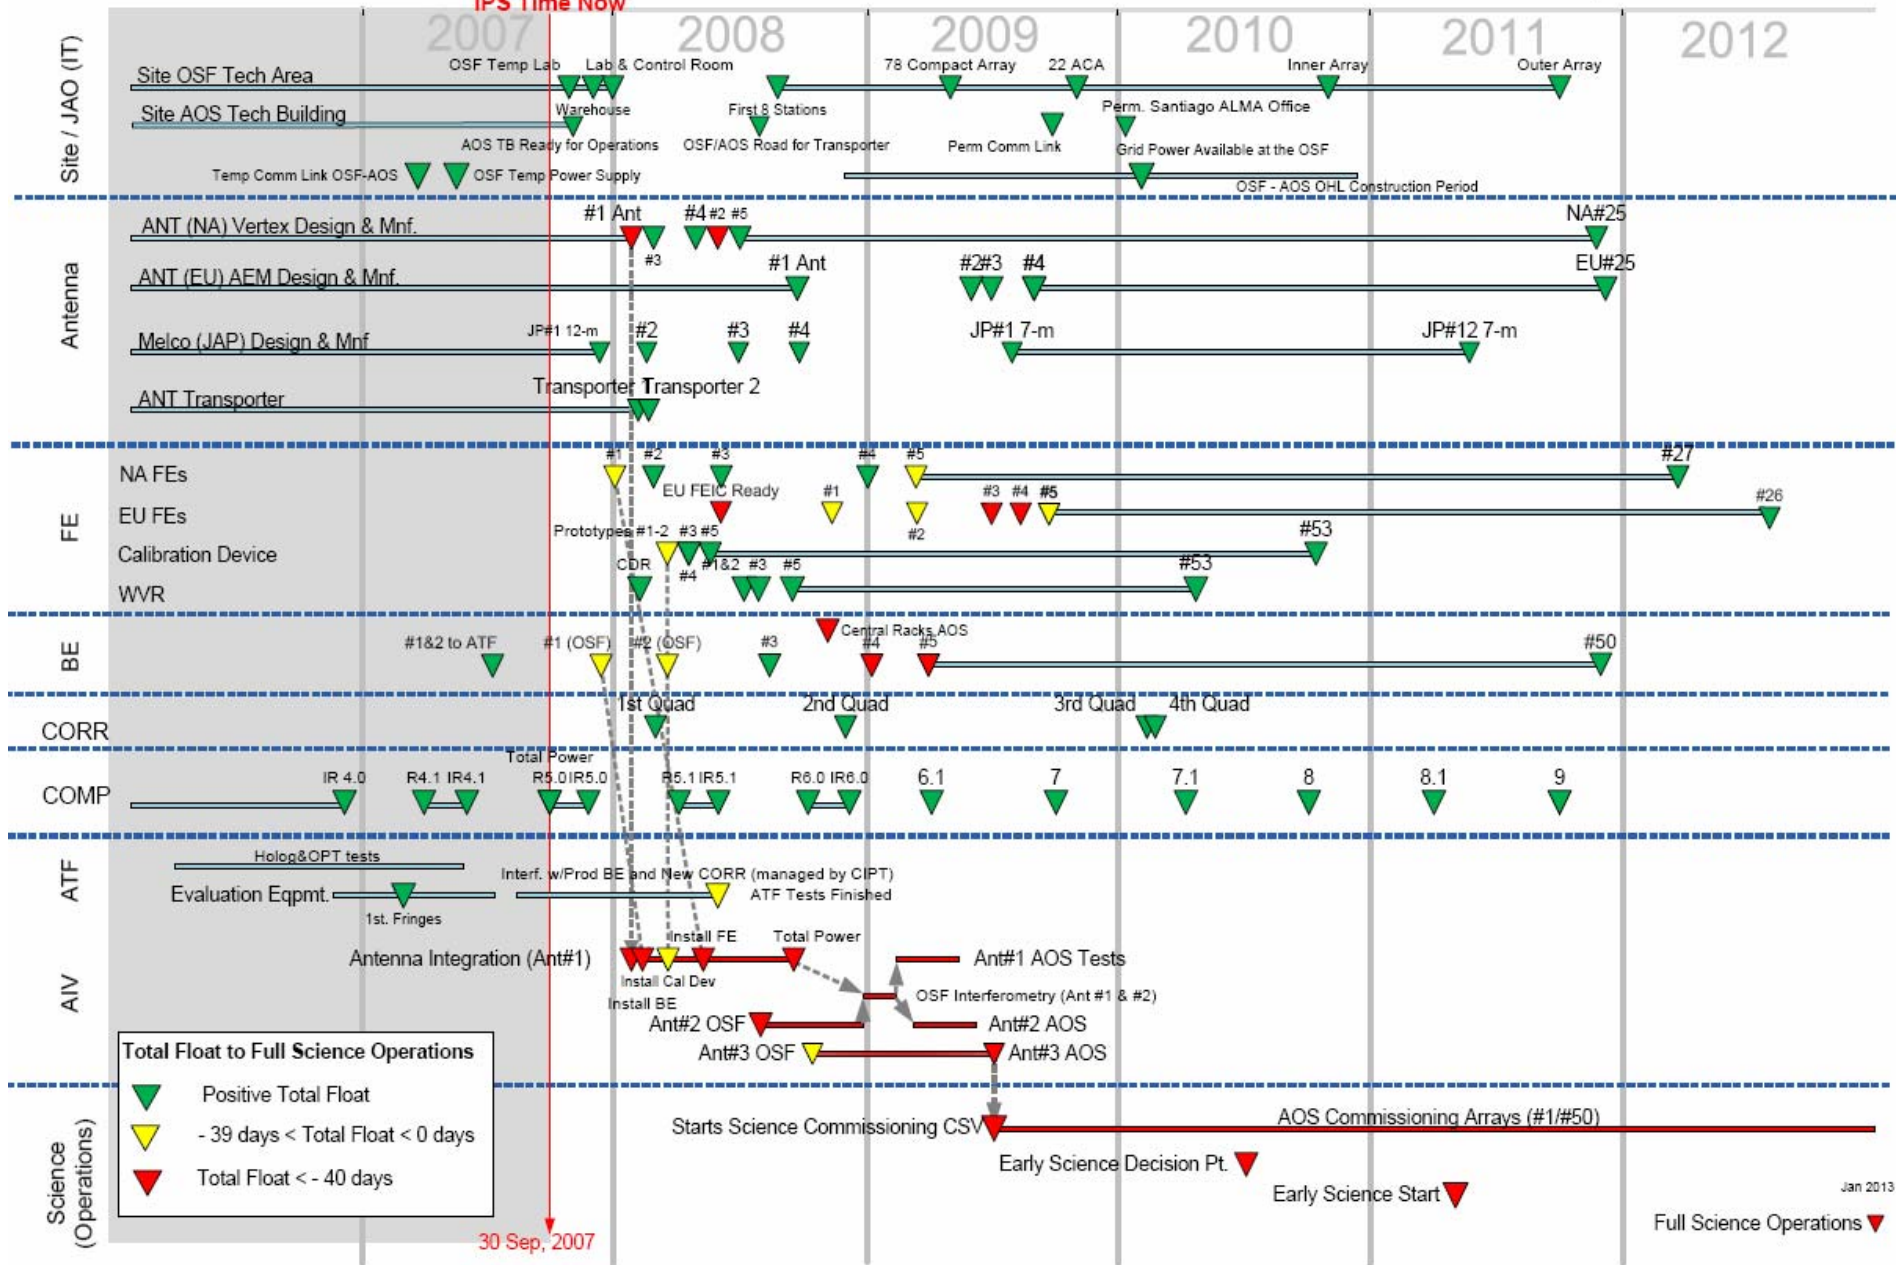 IPS Time Now
2007 2008 2009 2010 2011 2012
Site / JAO (IT)
Site OSF Tech Area
OSF Temp Lab
Lab & Control Room
78 Compact Array
22 ACA
Inner Array
Outer Array
Site AOS Tech Building
Warehouse
First 8 Stations
Perm. Santiago ALMA Office
AOS TB Ready for Operations
OSF/AOS Road for Transporter
Perm Comm Link
Grid Power Available at the OSF
Temp Comm Link OSF-AOS
OSF Temp Power Supply
OSF - AOS OHL Construction Period
Antenna
ANT (NA) Vertex Design & Mnf.
#1 Ant
#4 #2 #5
NA#25
#3
ANT (EU) AEM Design & Mnf.
#1 Ant
#2#3 #4
EU#25
Melco (JAP) Design & Mnf
JP#1 12-m
#2 #3 #4
JP#1 7-m
JP#12 7-m
ANT Transporter
Transporter 1
Transporter 2
FE
NA FEs
#1 #2 #3 #4 #5 #27
EU FEs
EU FEIC Ready
#1 #3 #4 #5 #26
#2
Calibration Device
Prototypes #1-2 #3 #5 #53
#4
WVR
CDR #1&2 #3 #5 #53
BE
Central Racks AOS
#1&2 to ATF
#1 (OSF)
#2 (OSF)
#3 #4 #5 #50
CORR
1st Quad
2nd Quad
3rd Quad
4th Quad
COMP
Total Power
IR 4.0 R4.1 IR4.1 R5.0 IR5.0 R5.1 IR5.1 R6.0 IR6.0 6.1 7 7.1 8 8.1 9
ATF
Holog&OPT tests
Interf. w/Prod BE and New CORR (managed by CIPT)
Evaluation Eqpmt.
ATF Tests Finished
1st. Fringes
AIV
Install FE
Total Power
Antenna Integration (Ant#1)
Ant#1 AOS Tests
Install Cal Dev
Install BE
OSF Interferometry (Ant #1 & #2)
Ant#2 OSF
Ant#2 AOS
Ant#3 OSF
Ant#3 AOS
Total Float to Full Science Operations
Positive Total Float
- 39 days < Total Float < 0 days
Total Float < - 40 days
Science
(Operations)
Starts Science Commissioning CSV
AOS Commissioning Arrays (#1/#50)
Early Science Decision Pt.
Early Science Start
Jan 2013
Full Science Operations
30 Sep, 2007